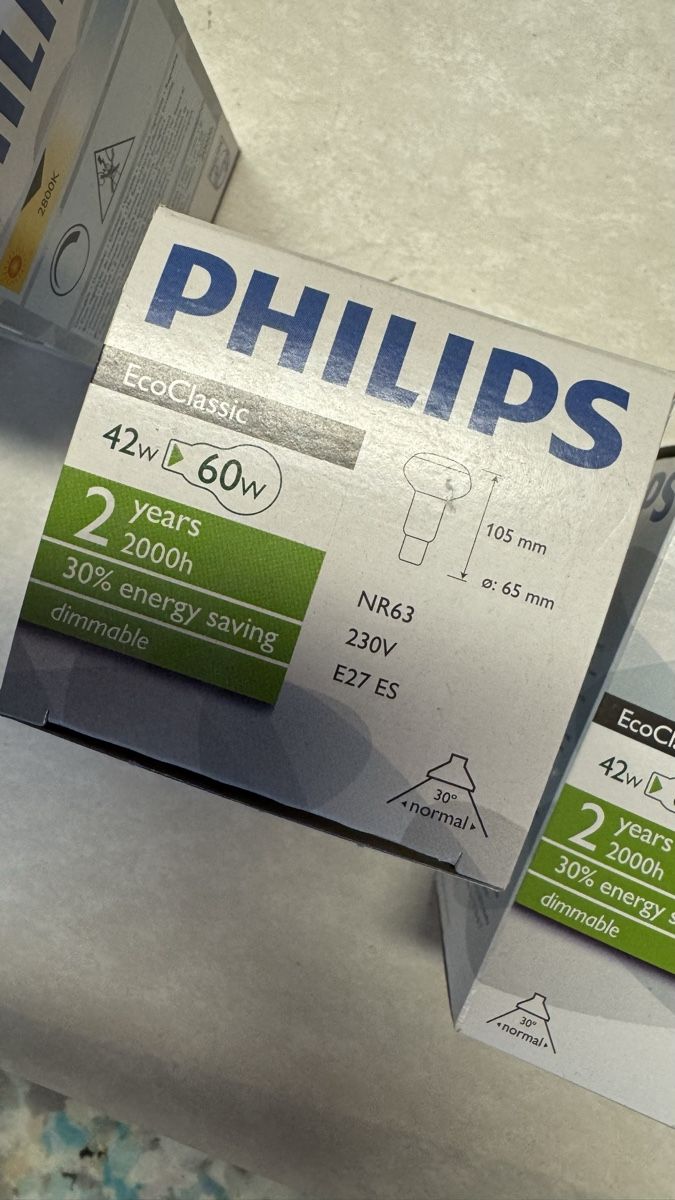 2800K
PHILIPS
EcoClassic
42w 60w
2 years
2000h
30% energy saving
dimmable
105 mm
ø: 65 mm
NR63
230V
E27 ES
30°
normal
PS
EcoCl
42w
2 years
2000h
30% energy s
dimmable
30°
normal